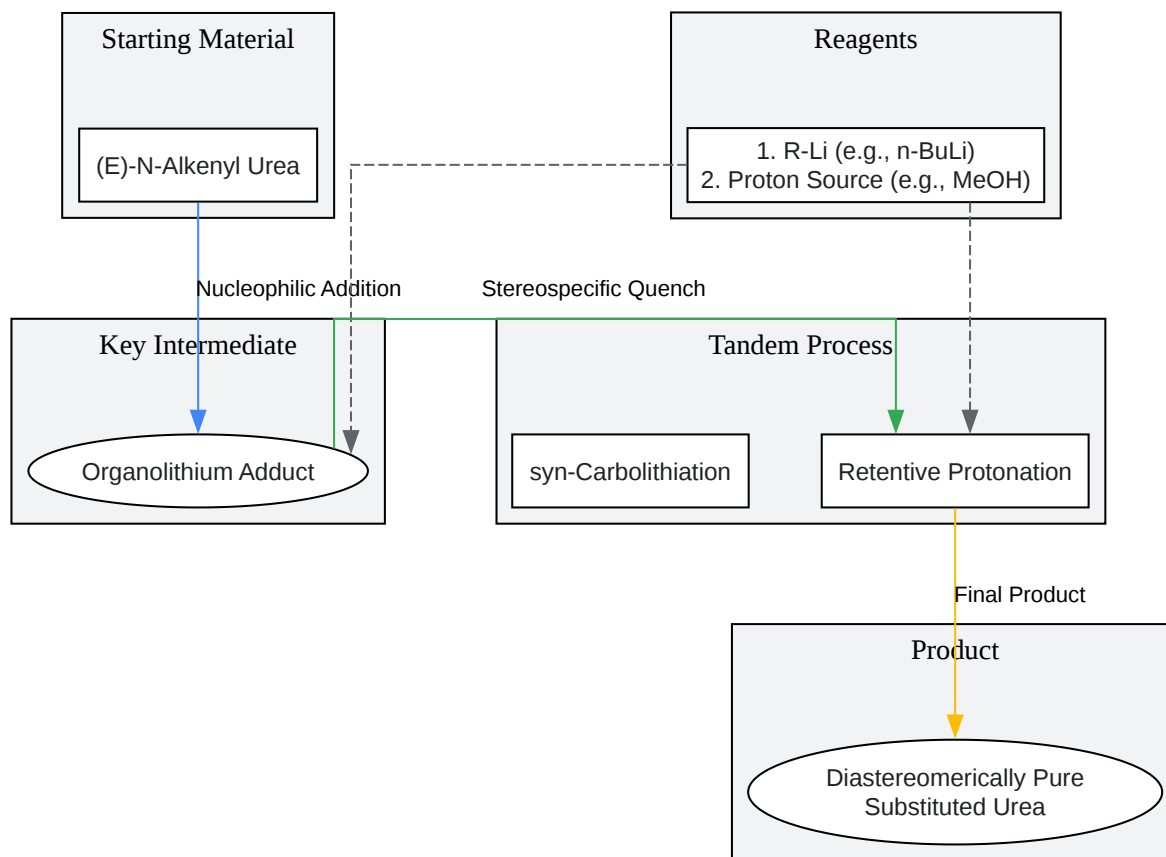 Starting Material
Reagents
(E)-N-Alkenyl Urea
1. R-Li (e.g., n-BuLi)
2. Proton Source (e.g., MeOH)
Nucleophilic Addition
Stereospecific Quench
Key Intermediate
Tandem Process
Organolithium Adduct
syn-Carbolithiation
Retentive Protonation
Final Product
Product
Diastereomerically Pure
Substituted Urea